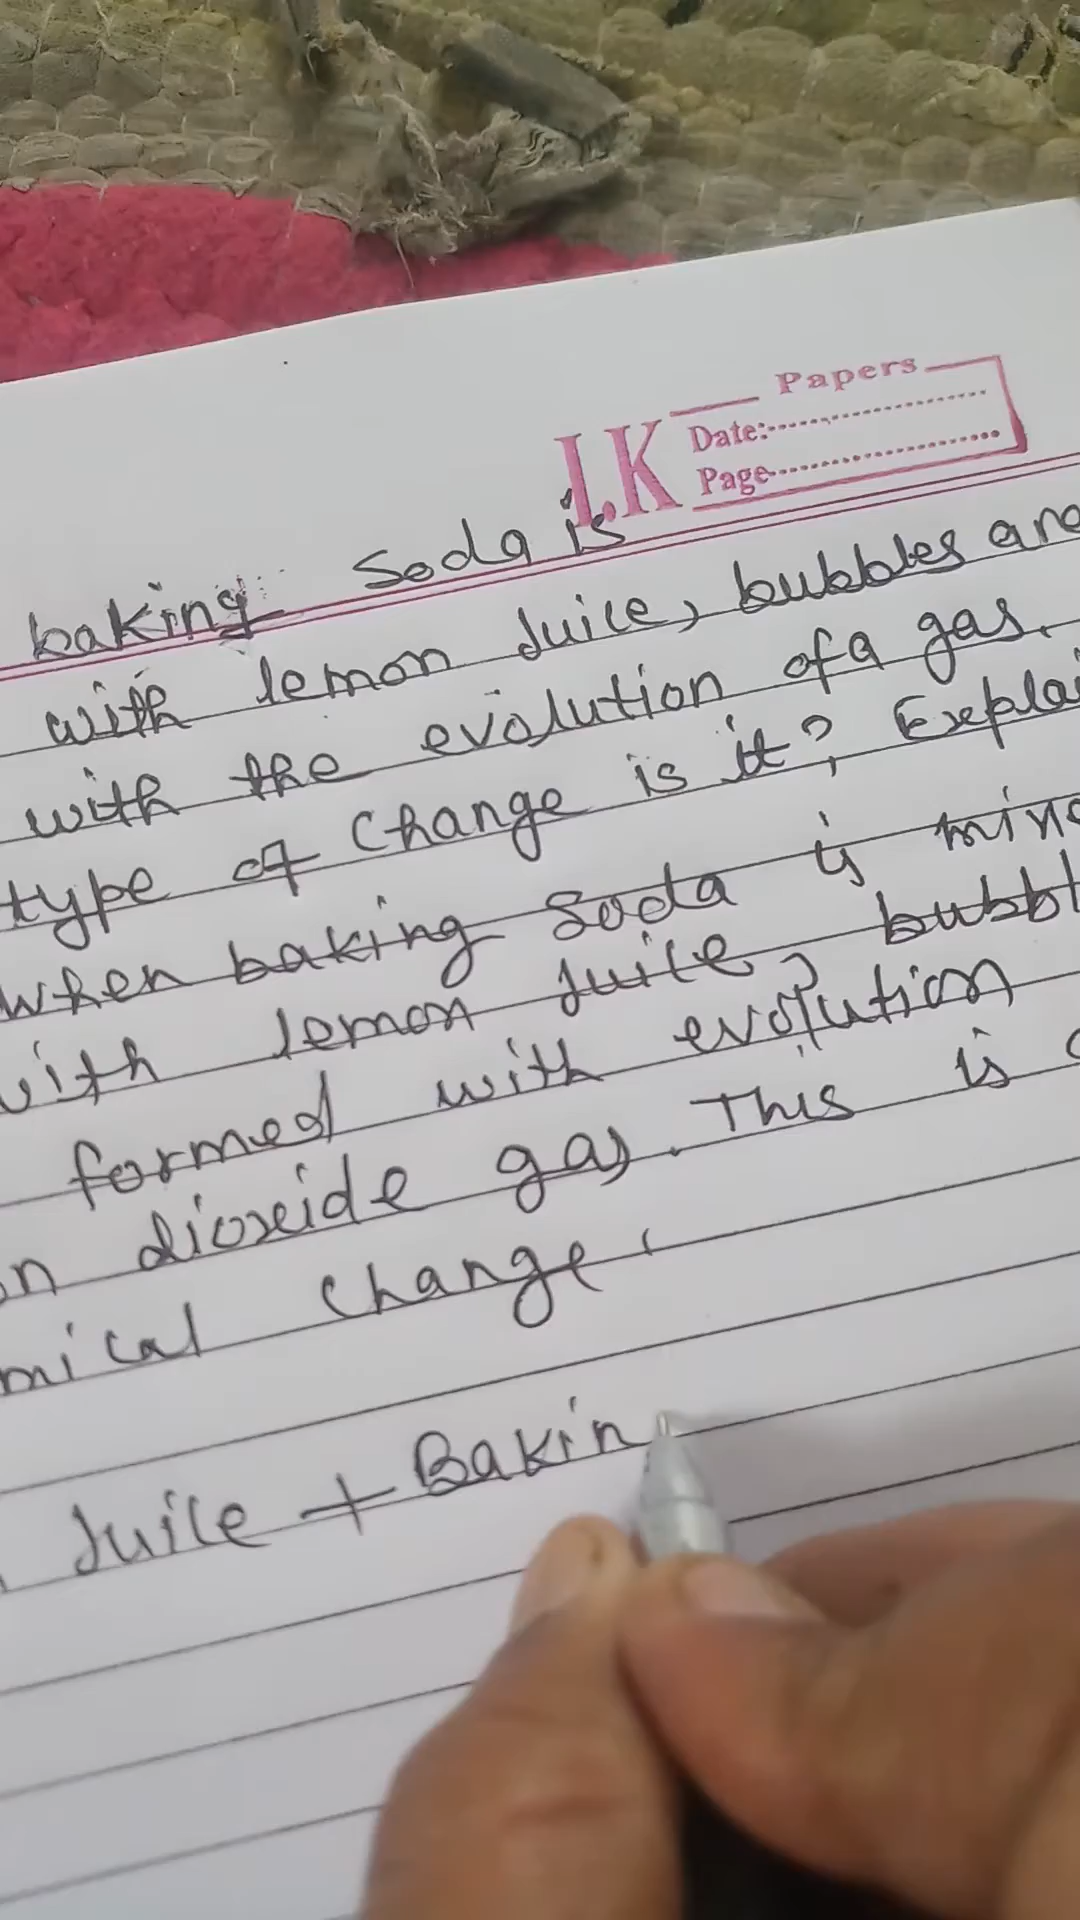 Papers
I.K
Date:
Page
baking soda is
with lemon Juice, bubbles are
with the evolution of a gas.
type of change is it? Explai
When baking soda is mixe
with lemon juice, bubbl
formed with evolution
on dioxide gas. This is a
mical change.
Juice + Bakin